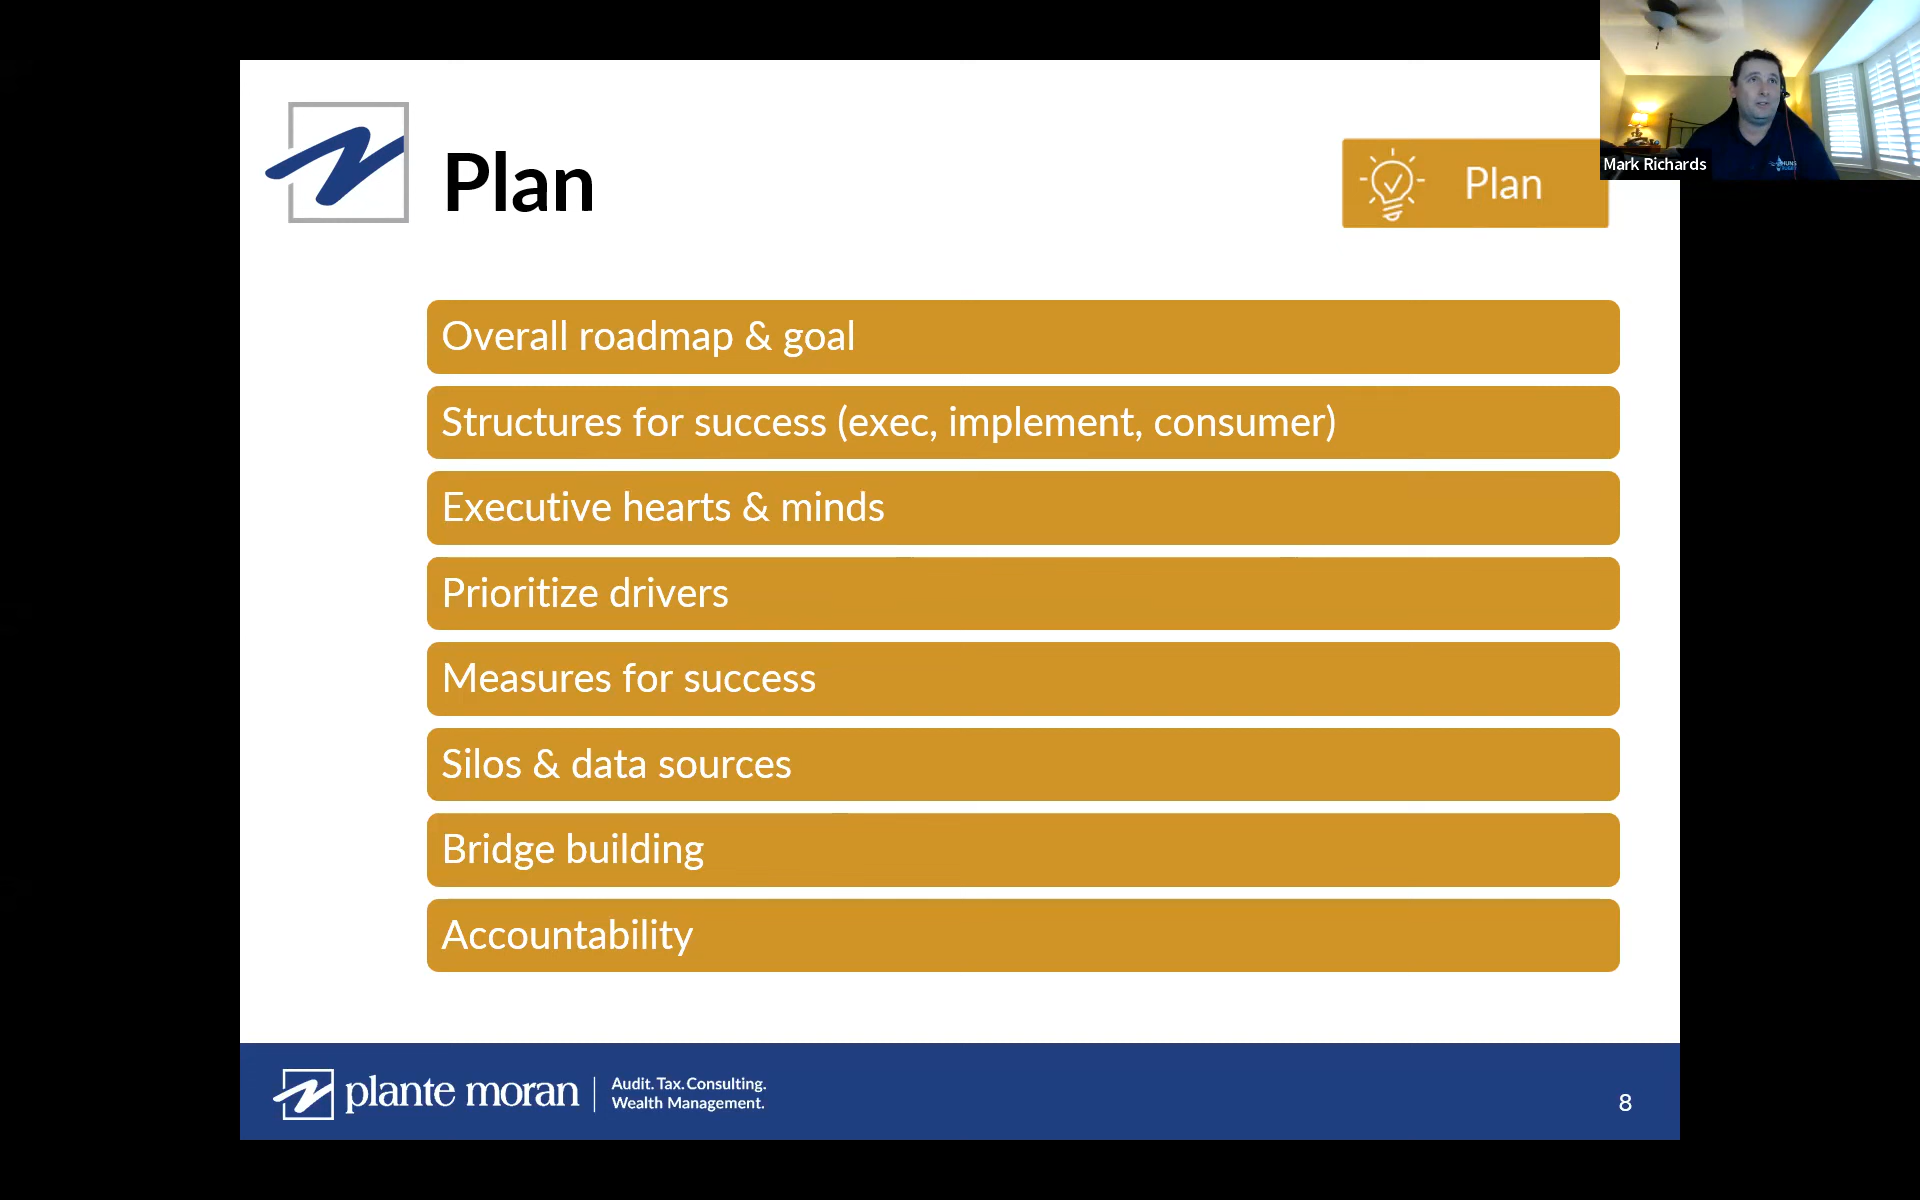 Plan
Plan
Mark Richards
Overall roadmap & goal
Structures for success (exec, implement, consumer)
Executive hearts & minds
Prioritize drivers
Measures for success
Silos & data sources
Bridge building
Accountability
plante moran
Audit. Tax. Consulting.
Wealth Management.
8